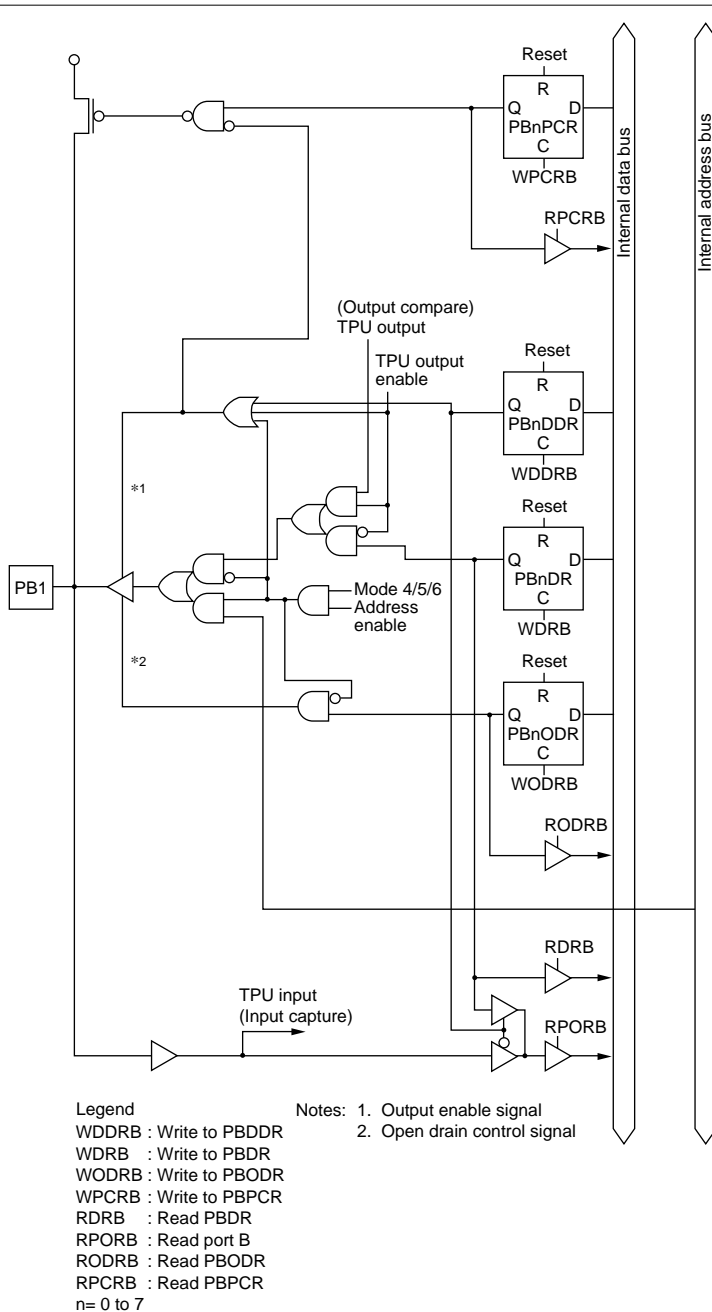 Reset
R
Q D
PBnPCR
C
WPCRB
RPCRB
Internal data bus
Internal address bus
(Output compare)
TPU output
TPU output
enable
Reset
R
Q D
PBnDDR
C
WDDRB
*1
Reset
R
Q D
PBnDR
C
WDRB
PB1
Mode 4/5/6
Address
enable
*2
Reset
R
Q D
PBnODR
C
WODRB
RODRB
RDRB
TPU input
(Input capture)
RPORB
Legend
WDDRB : Write to PBDDR
WDRB : Write to PBDR
WODRB : Write to PBODR
WPCRB : Write to PBPCR
RDRB : Read PBDR
RPORB : Read port B
RODRB : Read PBODR
RPCRB : Read PBPCR
n= 0 to 7
Notes: 1. Output enable signal
2. Open drain control signal